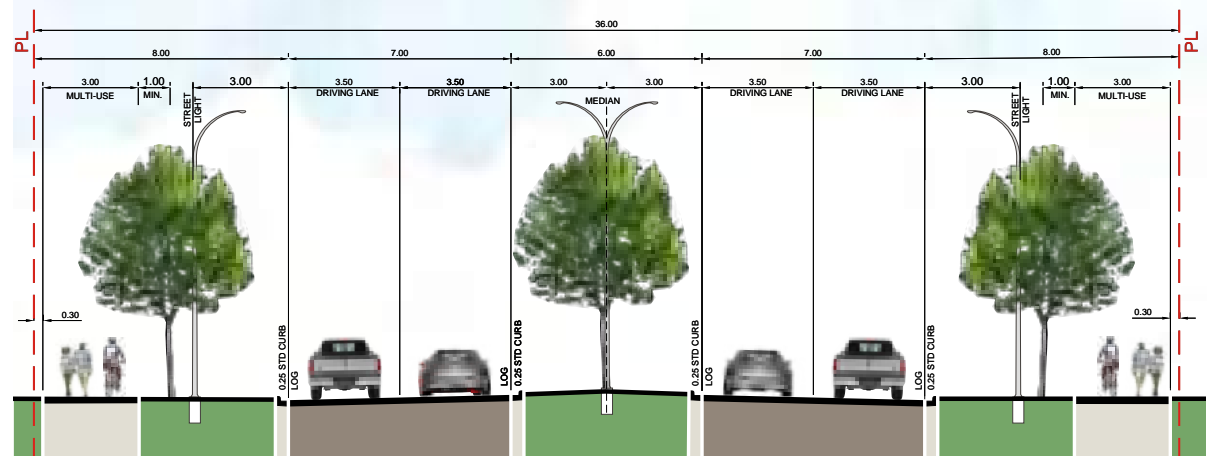 36.00
PL
PL
8.00
7.00
6.00
7.00
8.00
3.00
1.00
3.00
3.50
3.50
3.00
3.00
3.50
3.50
3.00
1.00
3.00
MULTI-USE
MIN.
DRIVING LANE
DRIVING LANE
DRIVING LANE
DRIVING LANE
MIN.
MULTI-USE
STREET
LIGHT
MEDIAN
STREET
LIGHT
0.30
0.30
0.25 STD CURB
LOG
LOG
0.25 STD CURB
0.25 STD CURB
LOG
LOG
0.25 STD CURB